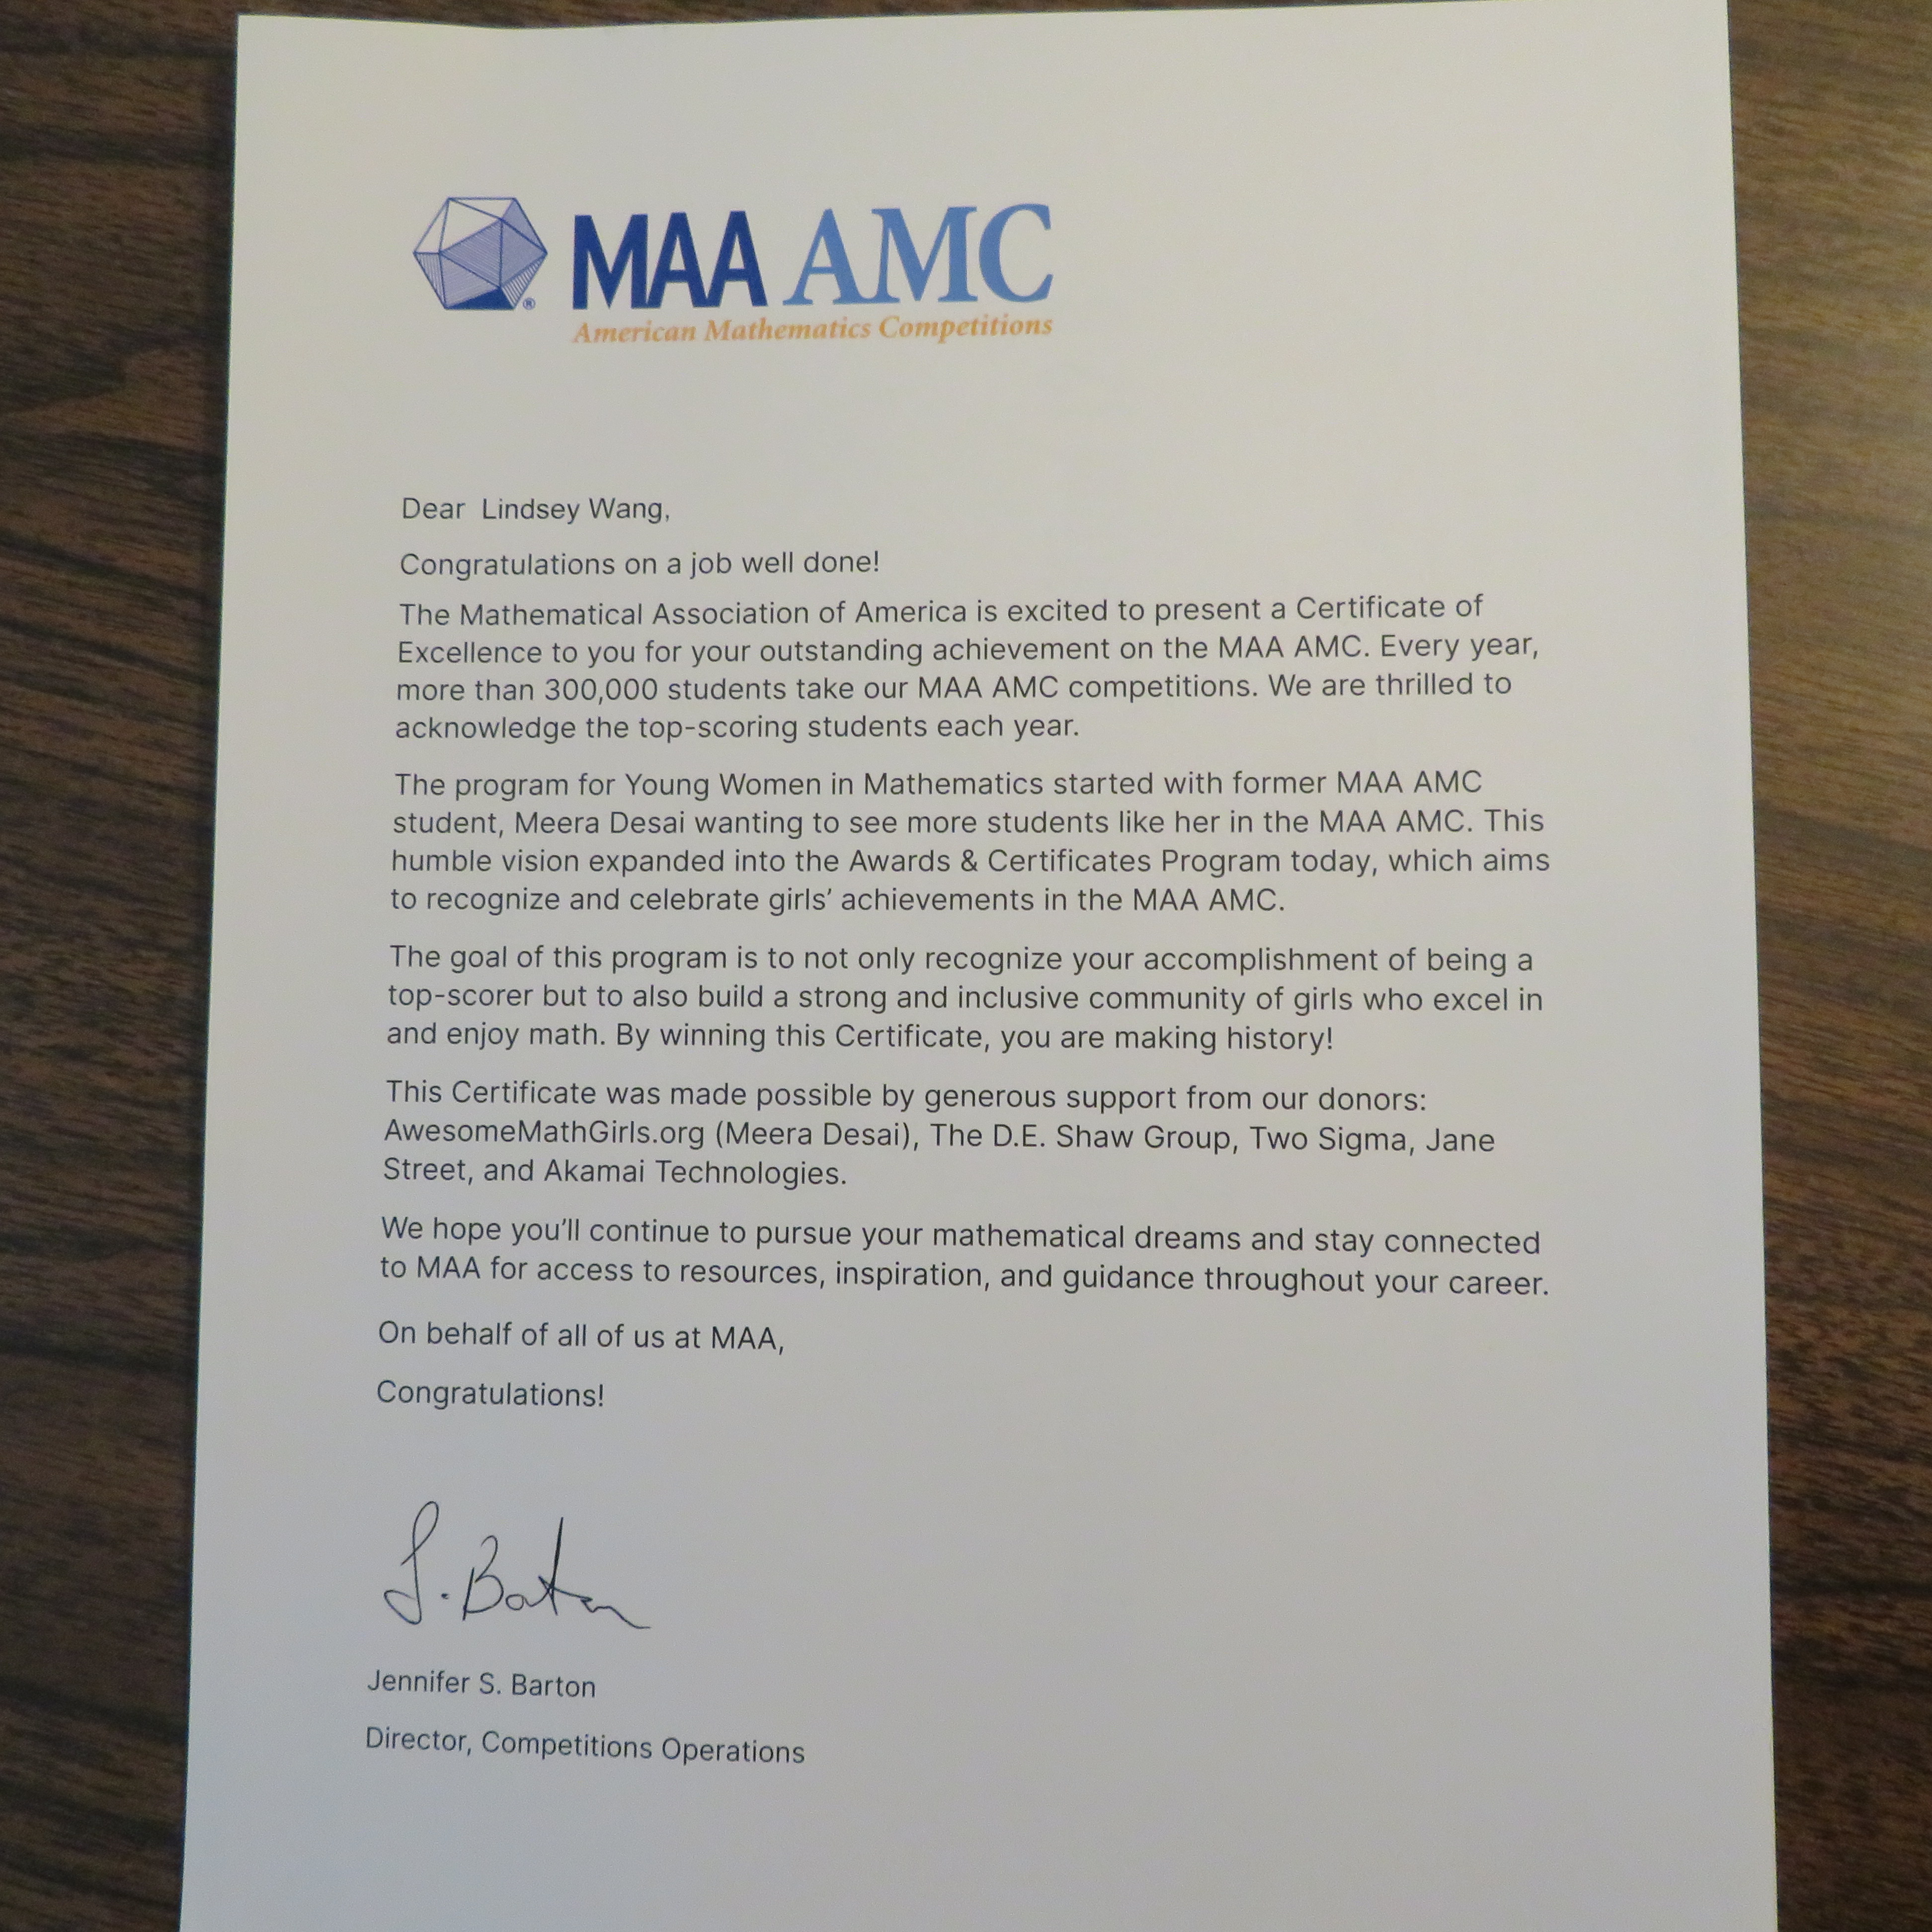 MAA AMC
American Mathematics Competitions
Dear Lindsey Wang,
Congratulations on a job well done!
The Mathematical Association of America is excited to present a Certificate of
Excellence to you for your outstanding achievement on the MAA AMC. Every year,
more than 300,000 students take our MAA AMC competitions. We are thrilled to
acknowledge the top-scoring students each year.
The program for Young Women in Mathematics started with former MAA AMC
student, Meera Desai wanting to see more students like her in the MAA AMC. This
humble vision expanded into the Awards & Certificates Program today, which aims
to recognize and celebrate girls’ achievements in the MAA AMC.
The goal of this program is to not only recognize your accomplishment of being a
top-scorer but to also build a strong and inclusive community of girls who excel in
and enjoy math. By winning this Certificate, you are making history!
This Certificate was made possible by generous support from our donors:
AwesomeMathGirls.org (Meera Desai), The D.E. Shaw Group, Two Sigma, Jane
Street, and Akamai Technologies.
We hope you’ll continue to pursue your mathematical dreams and stay connected
to MAA for access to resources, inspiration, and guidance throughout your career.
On behalf of all of us at MAA,
Congratulations!
J. Barton
Jennifer S. Barton
Director, Competitions Operations